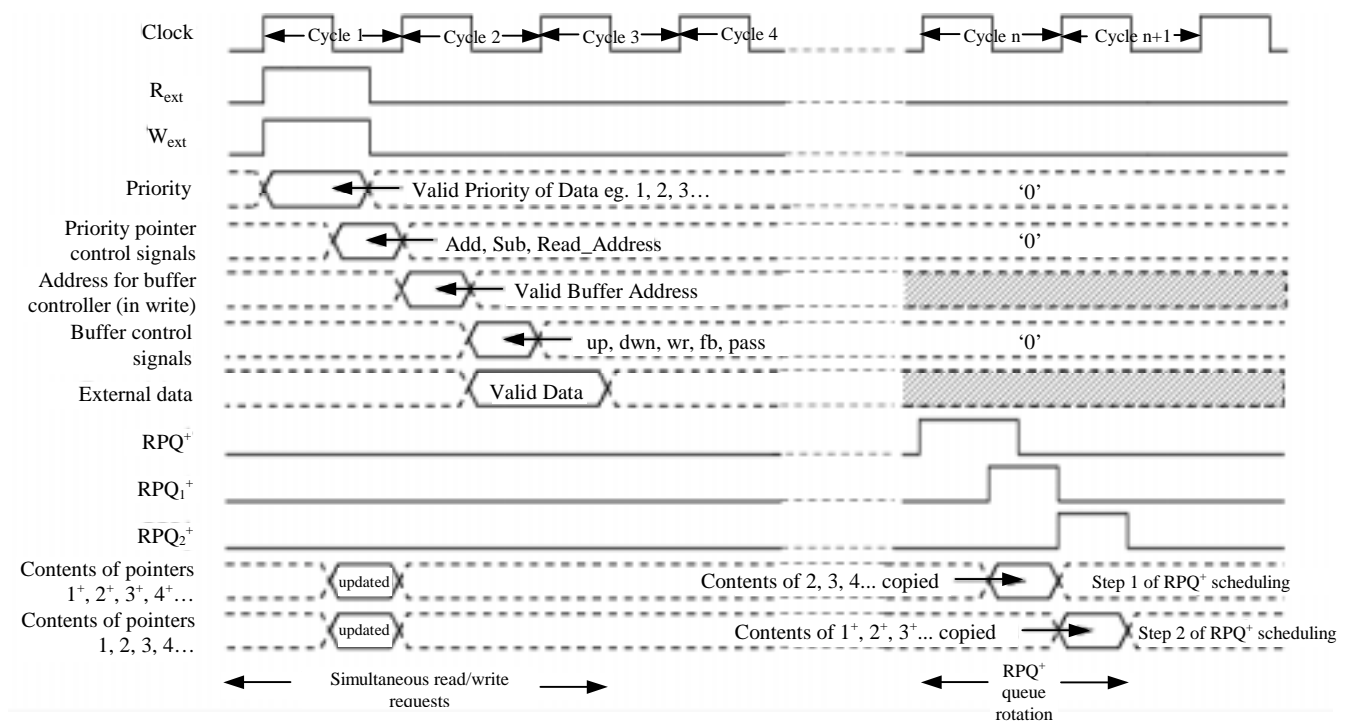 Clock
Cycle 1
Cycle 2
Cycle 3
Cycle 4
Cycle n
Cycle n+1
Rext
Wext
Priority
Valid Priority of Data eg. 1, 2, 3…
‘0’
Priority pointer
control signals
Add, Sub, Read_Address
‘0’
Address for buffer
controller (in write)
Valid Buffer Address
Buffer control
signals
up, dwn, wr, fb, pass
‘0’
External data
Valid Data
RPQ+
RPQ1+
RPQ2+
Contents of pointers
1+, 2+, 3+, 4+…
updated
Contents of 2, 3, 4... copied
Step 1 of RPQ+ scheduling
Contents of pointers
1, 2, 3, 4…
updated
Contents of 1+, 2+, 3+... copied
Step 2 of RPQ+ scheduling
Simultaneous read/write
requests
RPQ+
queue
rotation